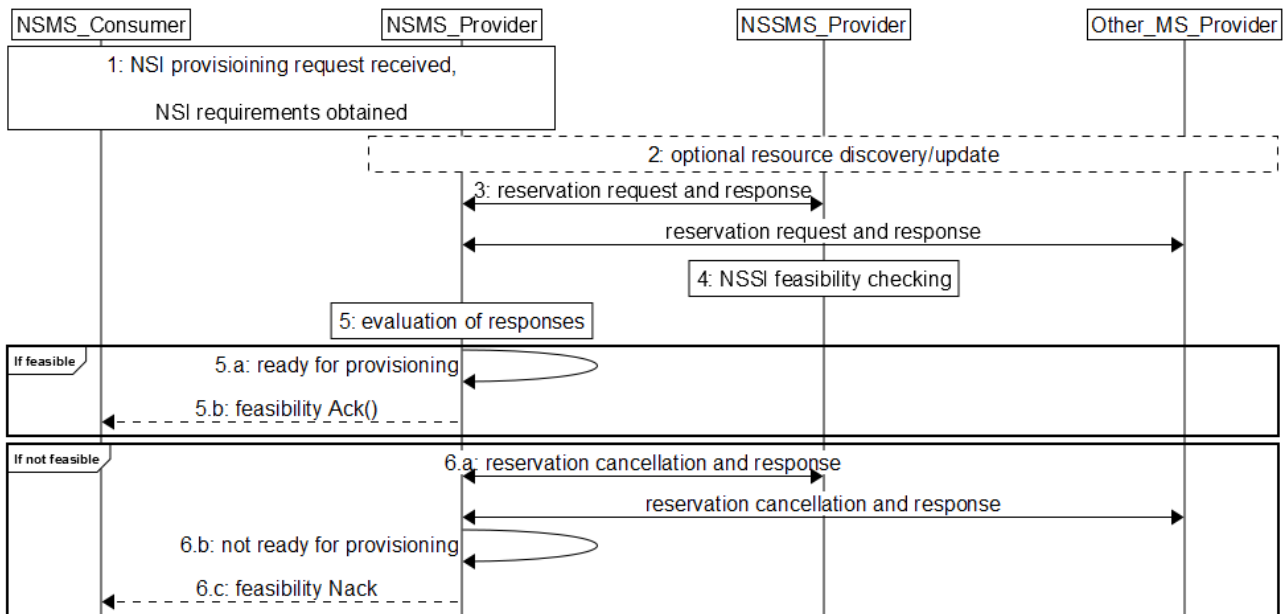 NSMS_Consumer
NSMS_Provider
NSSMS_Provider
Other_MS_Provider
1: NSI provisioining request received,
NSI requirements obtained
2: optional resource discovery/update
3: reservation request and response
reservation request and response
4: NSSI feasibility checking
5: evaluation of responses
If feasible
5.a: ready for provisioning
5.b: feasibility Ack()
If not feasible
6.a: reservation cancellation and response
reservation cancellation and response
6.b: not ready for provisioning
6.c: feasibility Nack